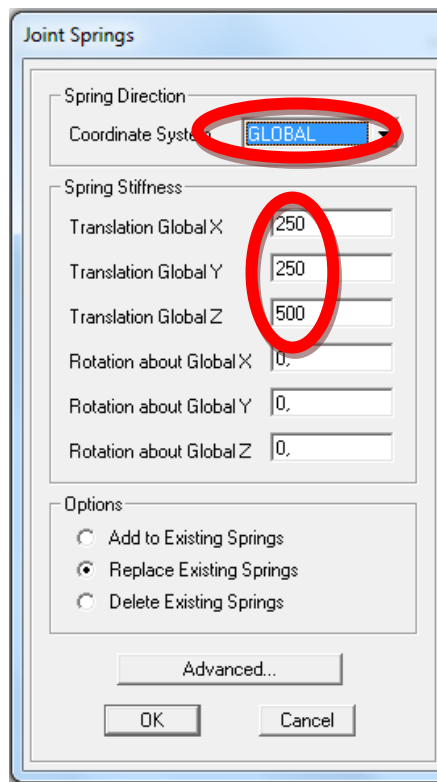 Joint Springs
Spring Direction
Coordinate System GLOBAL
Spring Stiffness
Translation Global X 250
Translation Global Y 250
Translation Global Z 500
Rotation about Global X 0,
Rotation about Global Y 0,
Rotation about Global Z 0,
Options
Add to Existing Springs
Replace Existing Springs
Delete Existing Springs
Advanced...
OK Cancel